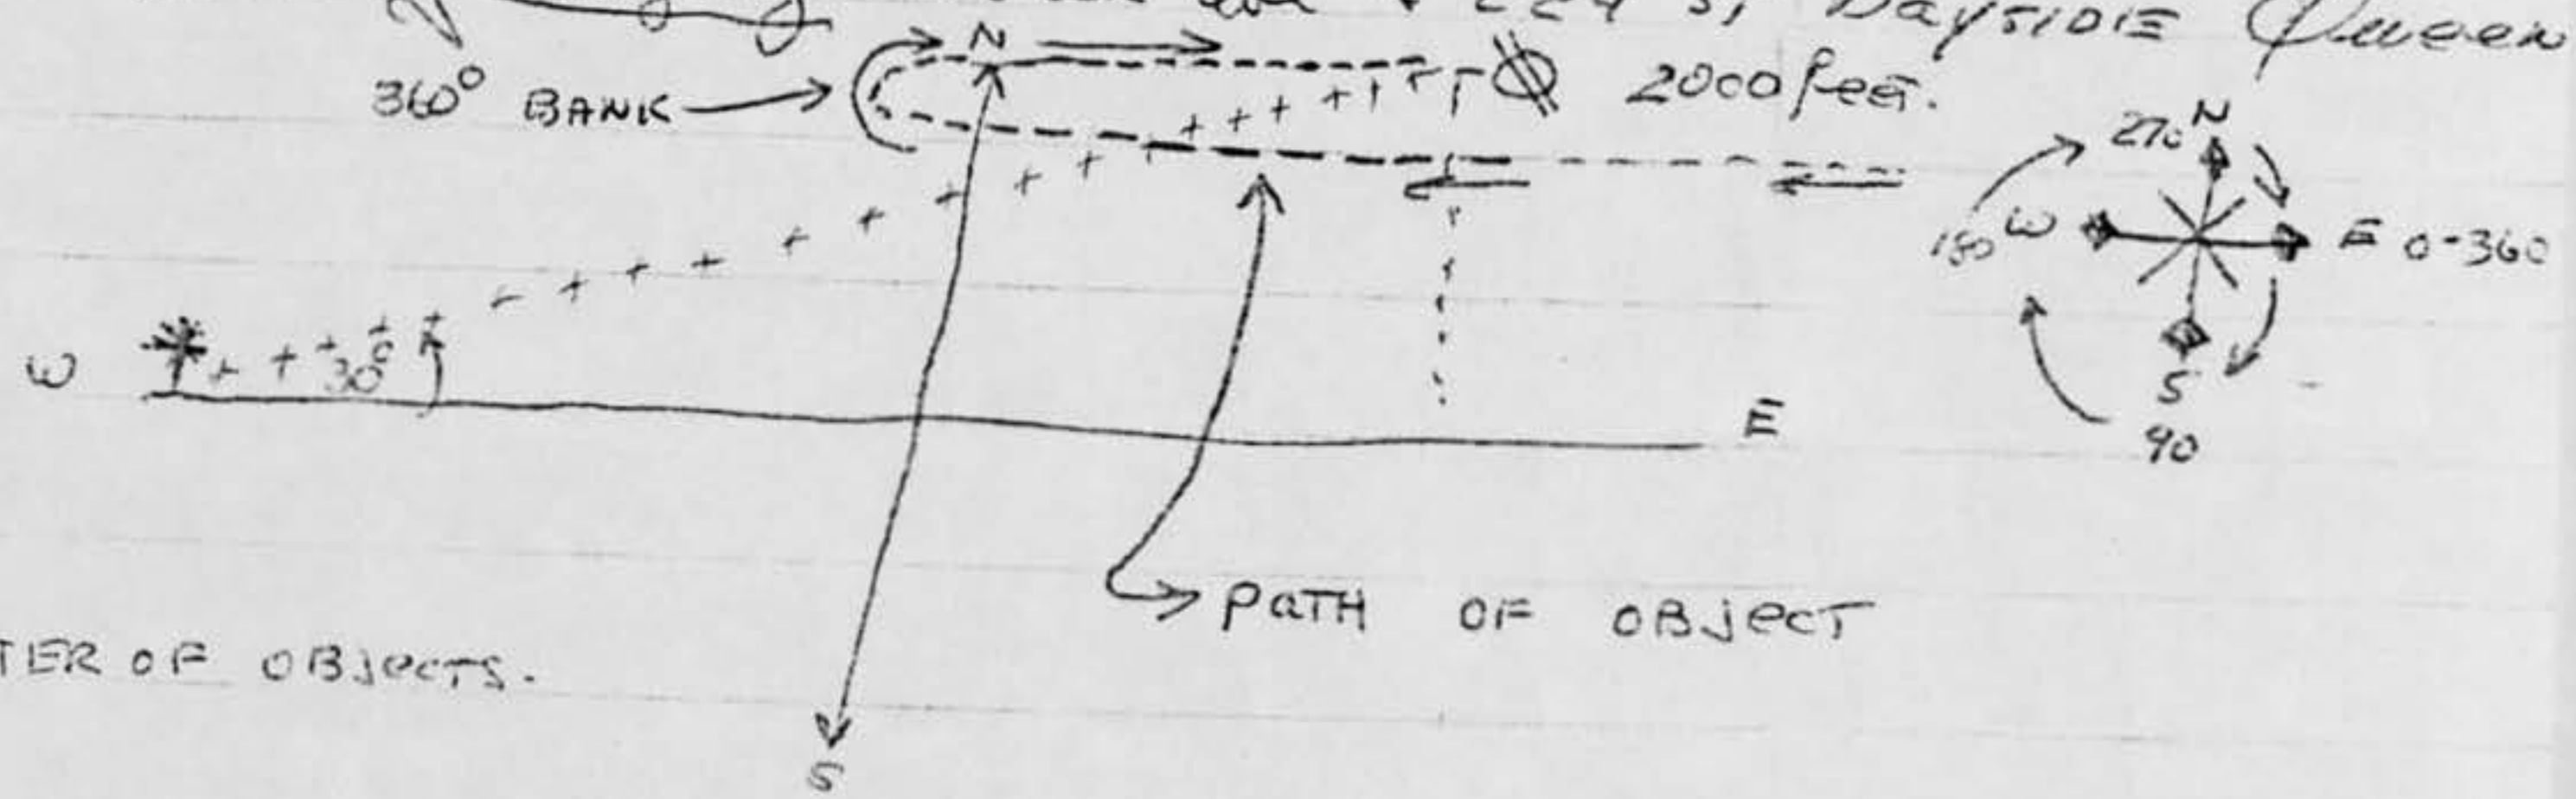 224 St BaysiDE Queen
360° BANK N 2000 feet.
N
270
180 W E 0-360
S
90
W 30° E
PaTH OF OBJecT
TER OF OBJecTS.
S